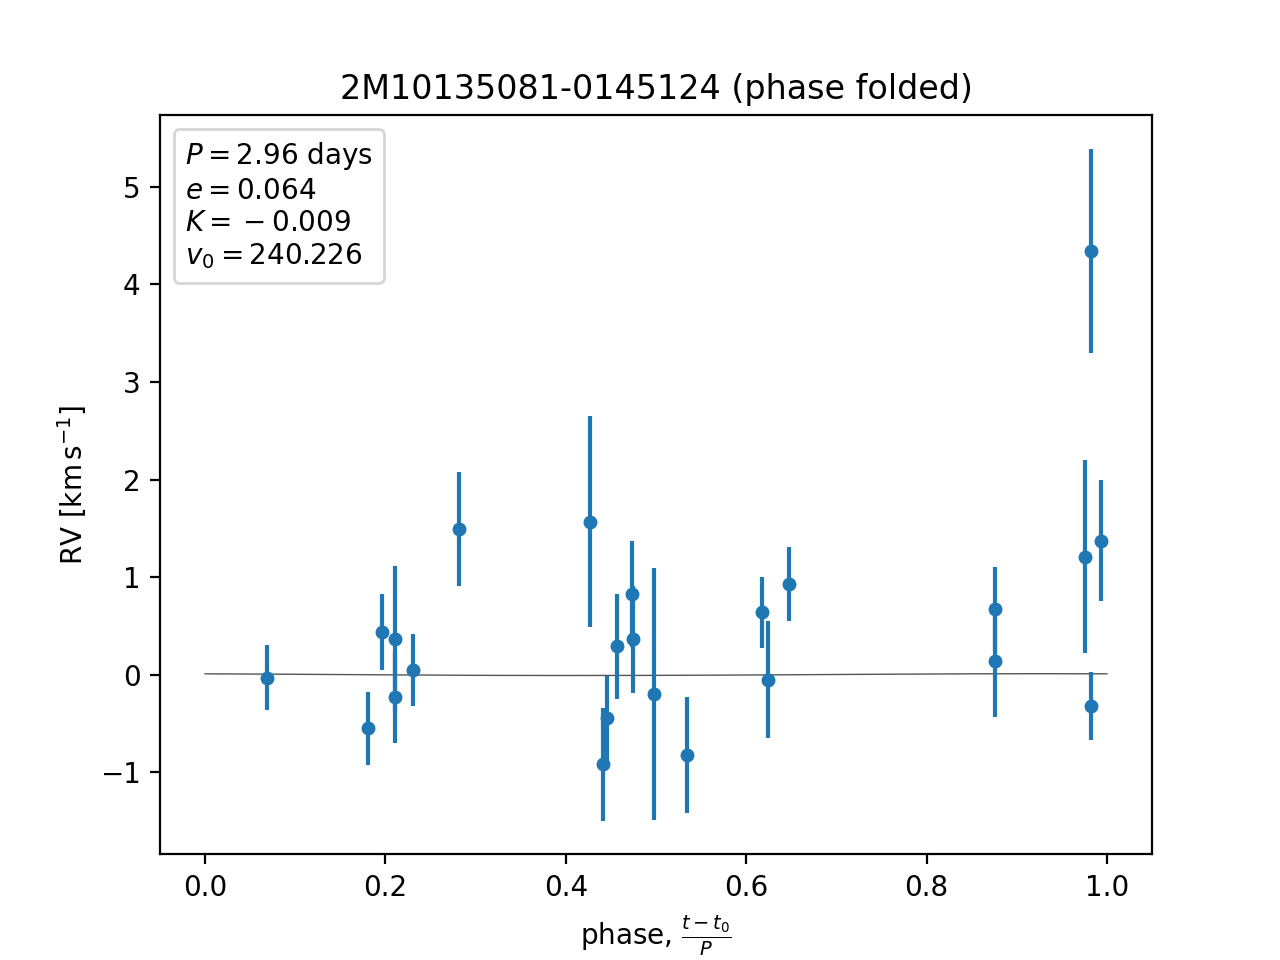 2M10135081-0145124 (phase folded)
P = 2.96 days
e = 0.064
K = −0.009
v₀ = 240.226
5
4
3
2
1
0
−1
RV [km s⁻¹]
0.0 0.2 0.4 0.6 0.8 1.0
phase, (t − t₀)/P